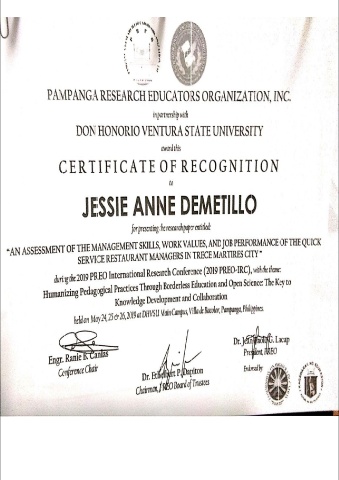 PAMPANGA RESEARCH EDUCATORS ORGANIZATION, INC.
in partnership with
DON HONORIO VENTURA STATE UNIVERSITY
award this
CERTIFICATE OF RECOGNITION
to
JESSIE ANNE DEMETILLO
for presenting the research paper entitled:
"AN ASSESSMENT OF THE MANAGEMENT SKILLS, WORK VALUES, AND JOB PERFORMANCE OF THE QUICK
SERVICE RESTAURANT MANAGERS IN TRECE MARTIRES CITY"
during the 2019 PREO International Research Conference (2019 PREO-IRC), with the theme:
Humanizing Pedagogical Practices Through Borderless Education and Open Science: The Key to
Knowledge Development and Collaboration
held on May 24, 25 & 26, 2019 at DHVSU Main Campus, Villa de Bacolor, Pampanga, Philippines.
Engr. Ranie B. Canlas
Conference Chair
Dr. P.
Chairman, PREO Board of Trustees
Dr. G. Lacap
President, PREO
Endorsed by